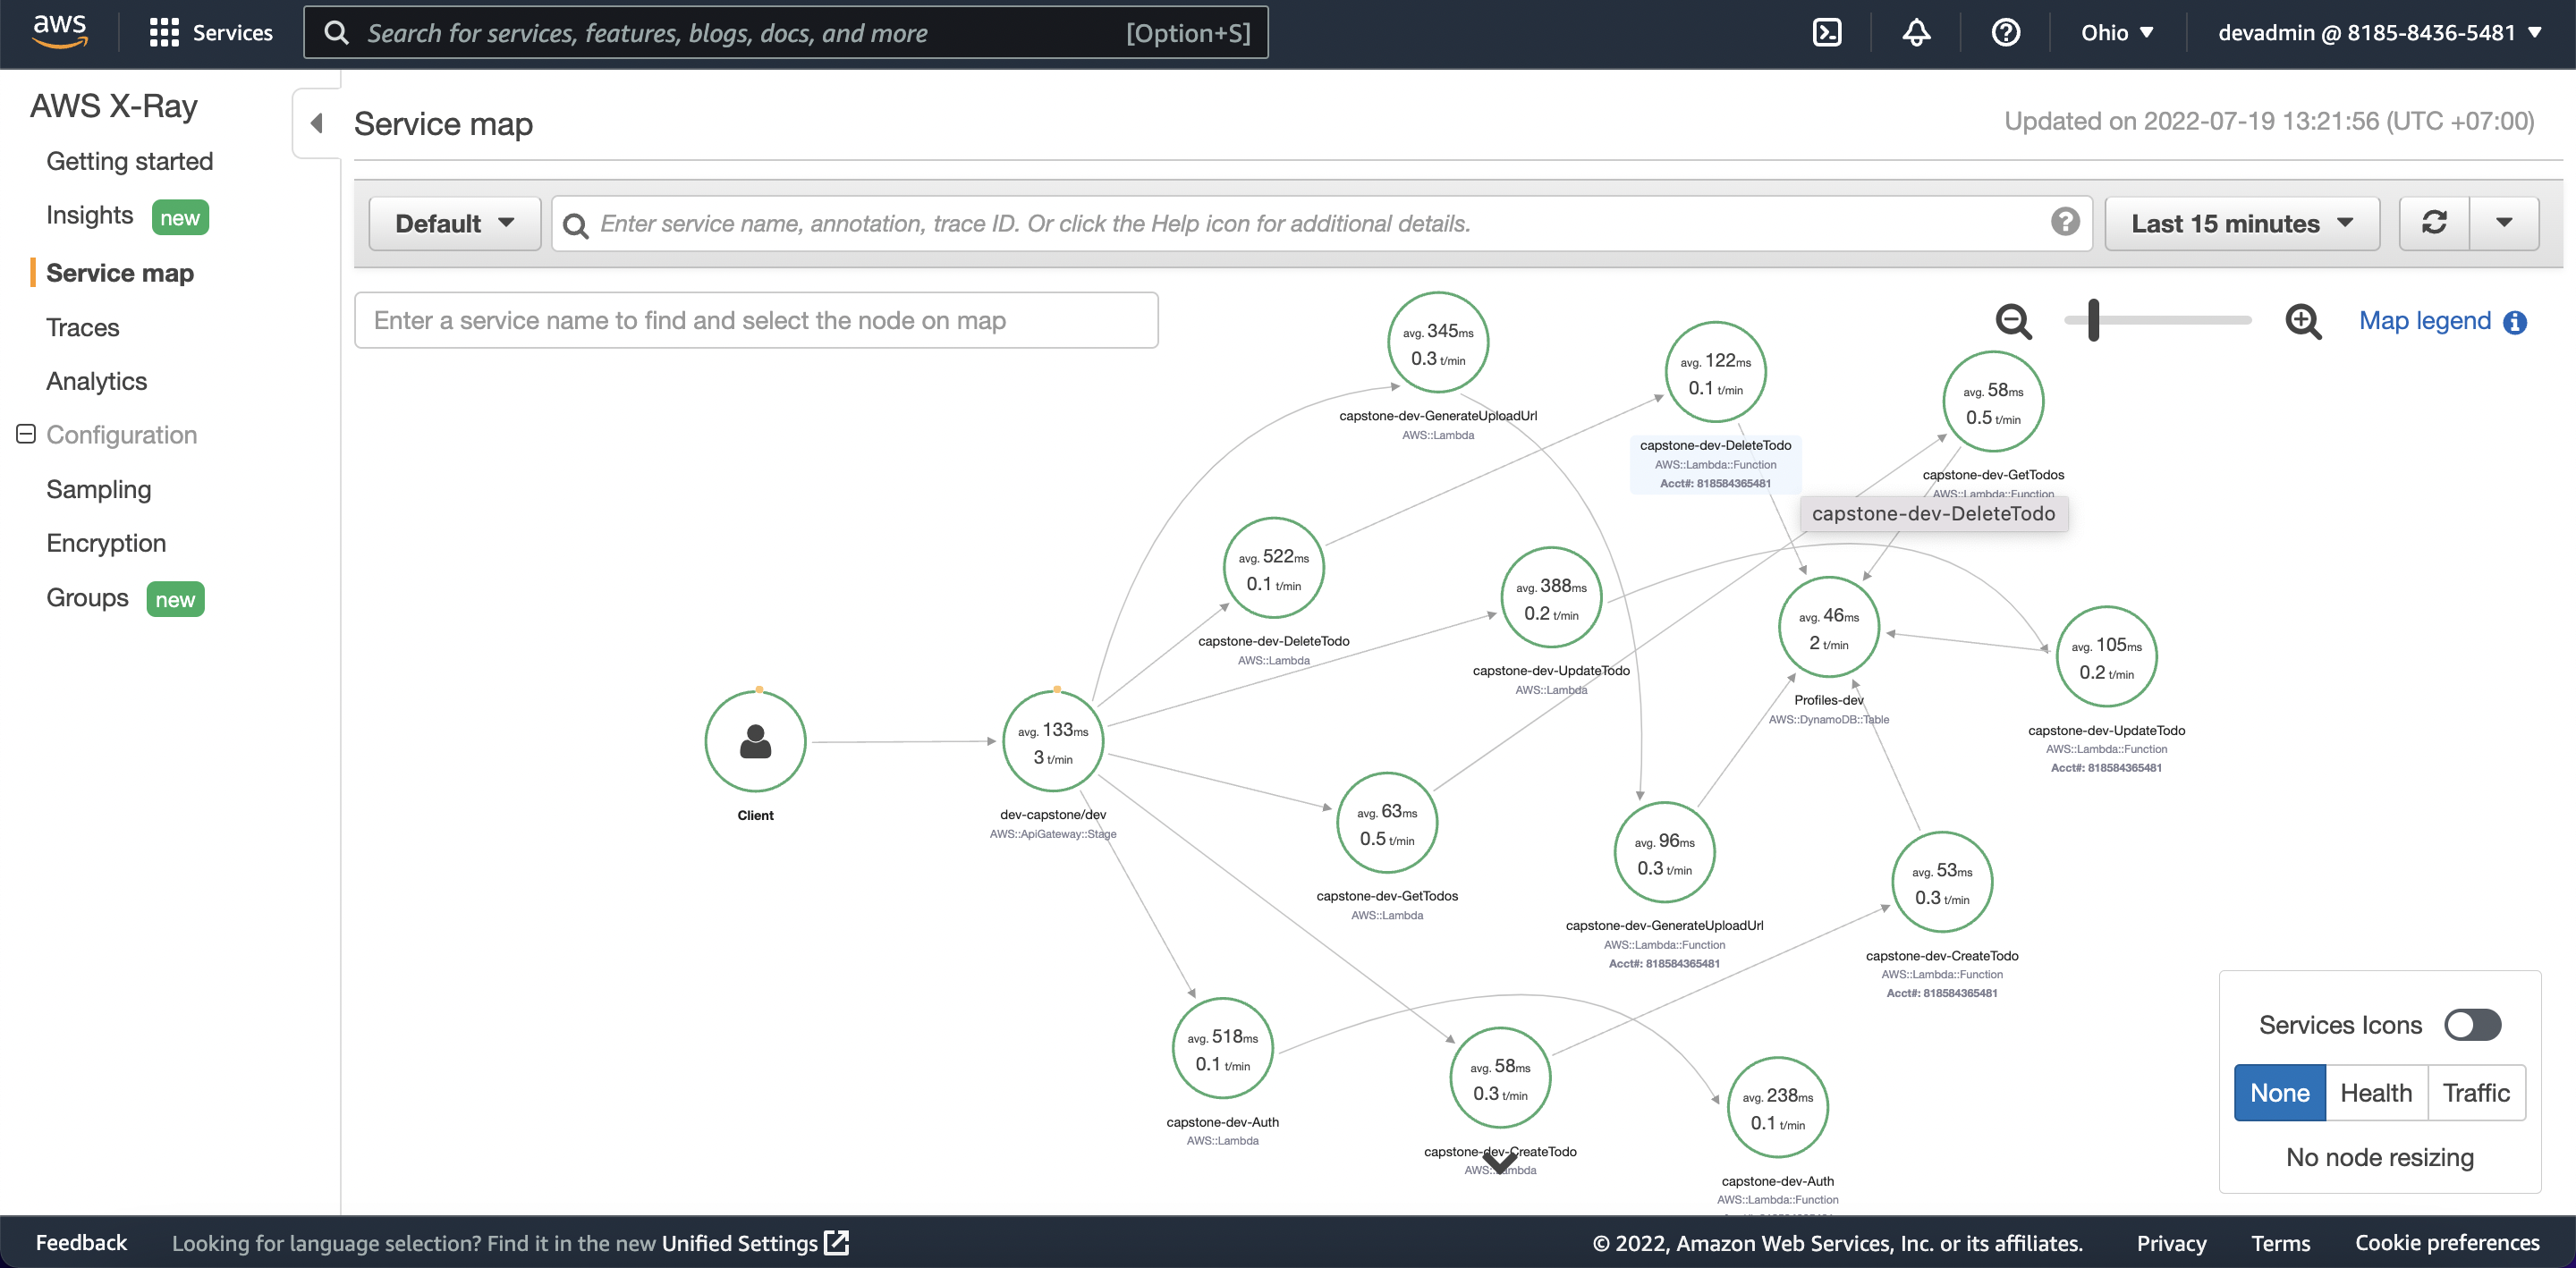 aws
Services
Search for services, features, blogs, docs, and more
[Option+S]
Ohio
devadmin @ 8185-8436-5481
AWS X-Ray
Getting started
Insights new
Service map
Traces
Analytics
Configuration
Sampling
Encryption
Groups new
Service map
Updated on 2022-07-19 13:21:56 (UTC +07:00)
Default
Enter service name, annotation, trace ID. Or click the Help icon for additional details.
Last 15 minutes
Enter a service name to find and select the node on map
Map legend
avg. 345ms
0.3 t/min
capstone-dev-GenerateUploadUrl
AWS::Lambda
avg. 122ms
0.1 t/min
capstone-dev-DeleteTodo
AWS::Lambda::Function
Acct#: 818584365481
avg. 58ms
0.5 t/min
capstone-dev-GetTodos
AWS::Lambda::Function
capstone-dev-DeleteTodo
avg. 522ms
0.1 t/min
capstone-dev-DeleteTodo
AWS::Lambda
avg. 388ms
0.2 t/min
capstone-dev-UpdateTodo
AWS::Lambda
avg. 46ms
2 t/min
Profiles-dev
AWS::DynamoDB::Table
avg. 105ms
0.2 t/min
capstone-dev-UpdateTodo
AWS::Lambda::Function
Acct#: 818584365481
Client
avg. 133ms
3 t/min
dev-capstone/dev
AWS::ApiGateway::Stage
avg. 63ms
0.5 t/min
capstone-dev-GetTodos
AWS::Lambda
avg. 96ms
0.3 t/min
capstone-dev-GenerateUploadUrl
AWS::Lambda::Function
Acct#: 818584365481
avg. 53ms
0.3 t/min
capstone-dev-CreateTodo
AWS::Lambda::Function
Acct#: 818584365481
avg. 518ms
0.1 t/min
capstone-dev-Auth
AWS::Lambda
avg. 58ms
0.3 t/min
capstone-dev-CreateTodo
AWS::Lambda
avg. 238ms
0.1 t/min
capstone-dev-Auth
AWS::Lambda::Function
Services Icons
None
Health
Traffic
No node resizing
Feedback
Looking for language selection? Find it in the new Unified Settings
© 2022, Amazon Web Services, Inc. or its affiliates.
Privacy
Terms
Cookie preferences